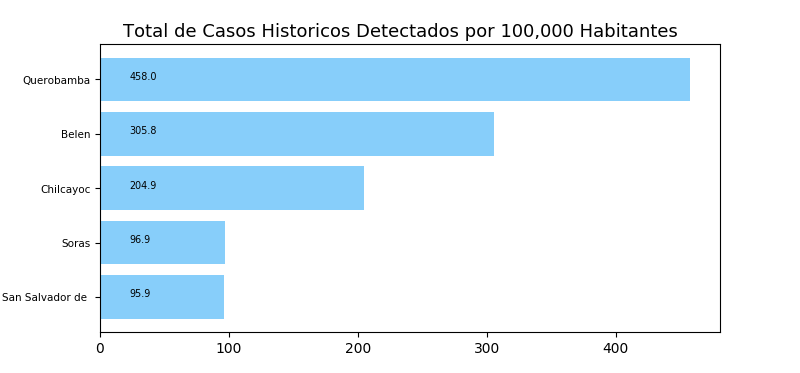 Total de Casos Historicos Detectados por 100,000 Habitantes
Querobamba
458.0
Belen
305.8
Chilcayoc
204.9
Soras
96.9
San Salvador de
95.9
0 100 200 300 400